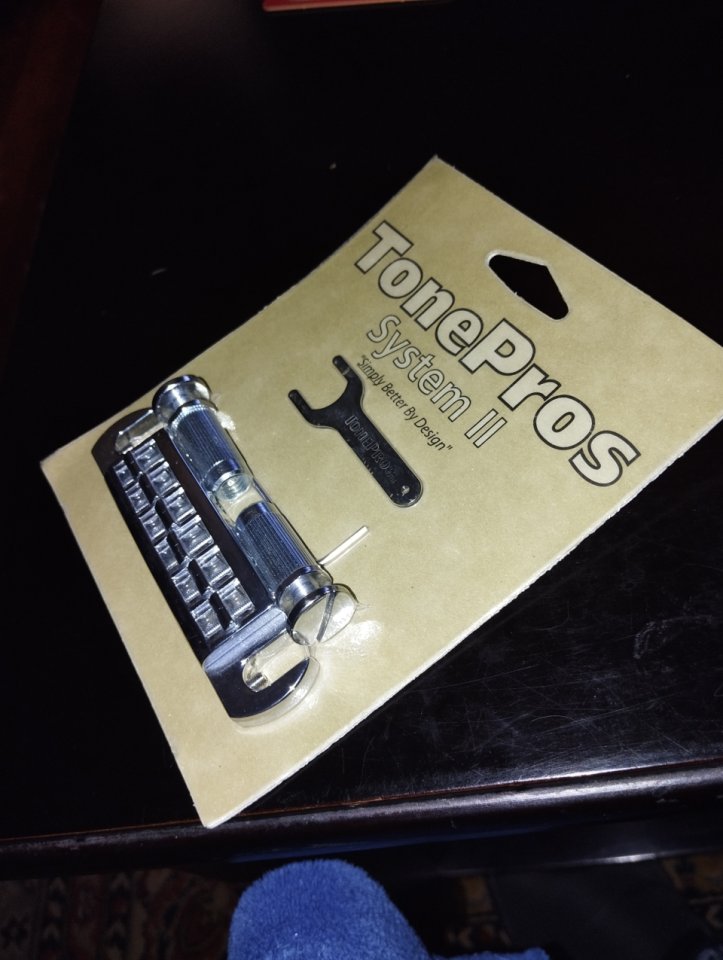 TonePros
System II
"Simply Better By Design"
TONEPROS